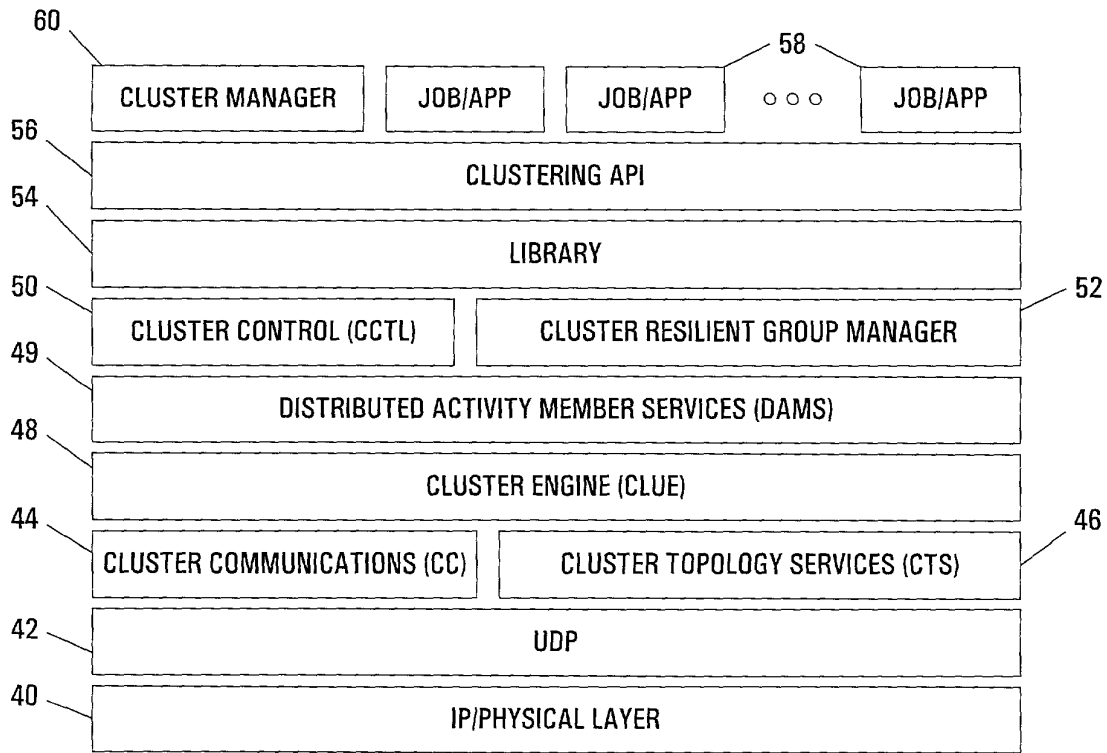 60
58
CLUSTER MANAGER JOB/APP JOB/APP ○○○ JOB/APP
56
CLUSTERING API
54
LIBRARY
50
52
CLUSTER CONTROL (CCTL) CLUSTER RESILIENT GROUP MANAGER
49
DISTRIBUTED ACTIVITY MEMBER SERVICES (DAMS)
48
CLUSTER ENGINE (CLUE)
44
46
CLUSTER COMMUNICATIONS (CC) CLUSTER TOPOLOGY SERVICES (CTS)
42
UDP
40
IP/PHYSICAL LAYER